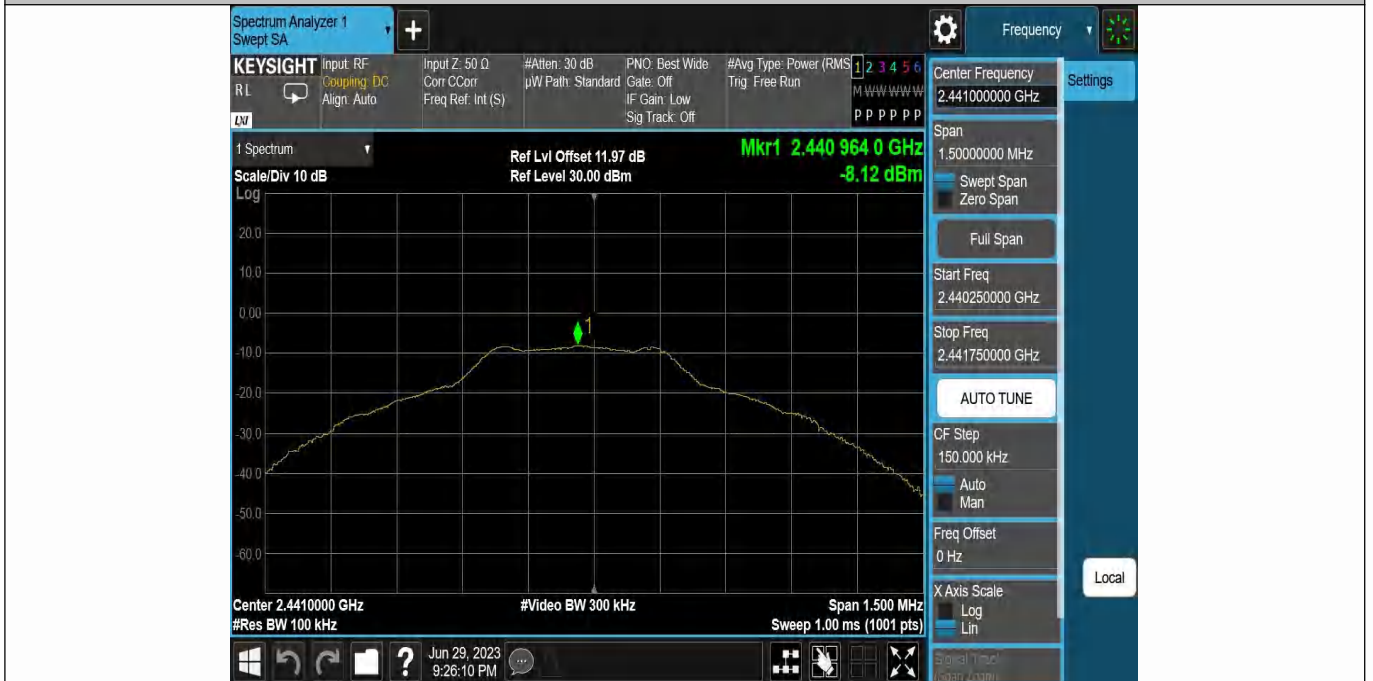 Spectrum Analyzer 1
Swept SA
+
Frequency
KEYSIGHT
Input: RF
Coupling: DC
Align: Auto
Input Z: 50 Ω
Corr CCorr
Freq Ref: Int (S)
#Atten: 30 dB
µW Path: Standard
PNO: Best Wide
Gate: Off
IF Gain: Low
Sig Track: Off
#Avg Type: Power (RMS
Trig: Free Run
1 2 3 4 5 6
M W W W W W
P P P P P P
R L
LXI
Center Frequency
2.441000000 GHz
Settings
Span
1.50000000 MHz
Swept Span
Zero Span
Full Span
Start Freq
2.440250000 GHz
Stop Freq
2.441750000 GHz
AUTO TUNE
CF Step
150.000 kHz
Auto
Man
Freq Offset
0 Hz
X Axis Scale
Log
Lin
Signal Track
(Span Zoom)
Local
1 Spectrum
Scale/Div 10 dB
Ref Lvl Offset 11.97 dB
Ref Level 30.00 dBm
Mkr1 2.440 964 0 GHz
-8.12 dBm
Log
20.0
10.0
0.00
-10.0
-20.0
-30.0
-40.0
-50.0
-60.0
1
Center 2.4410000 GHz
#Res BW 100 kHz
#Video BW 300 kHz
Span 1.500 MHz
Sweep 1.00 ms (1001 pts)
?
Jun 29, 2023
9:26:10 PM